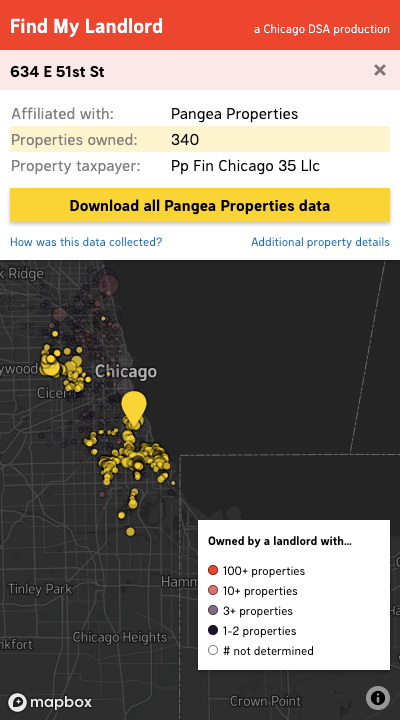 Find My Landlord
a Chicago DSA production
634 E 51st St
×
Affiliated with: Pangea Properties
Properties owned: 340
Property taxpayer: Pp Fin Chicago 35 Llc
Download all Pangea Properties data
How was this data collected? Additional property details
k Ridge
Chicago
ywood
Cicero
Owned by a landlord with...
100+ properties
10+ properties
3+ properties
1-2 properties
# not determined
Tinley Park
Hamm
nkfort
Chicago Heights
Crown Point
mapbox